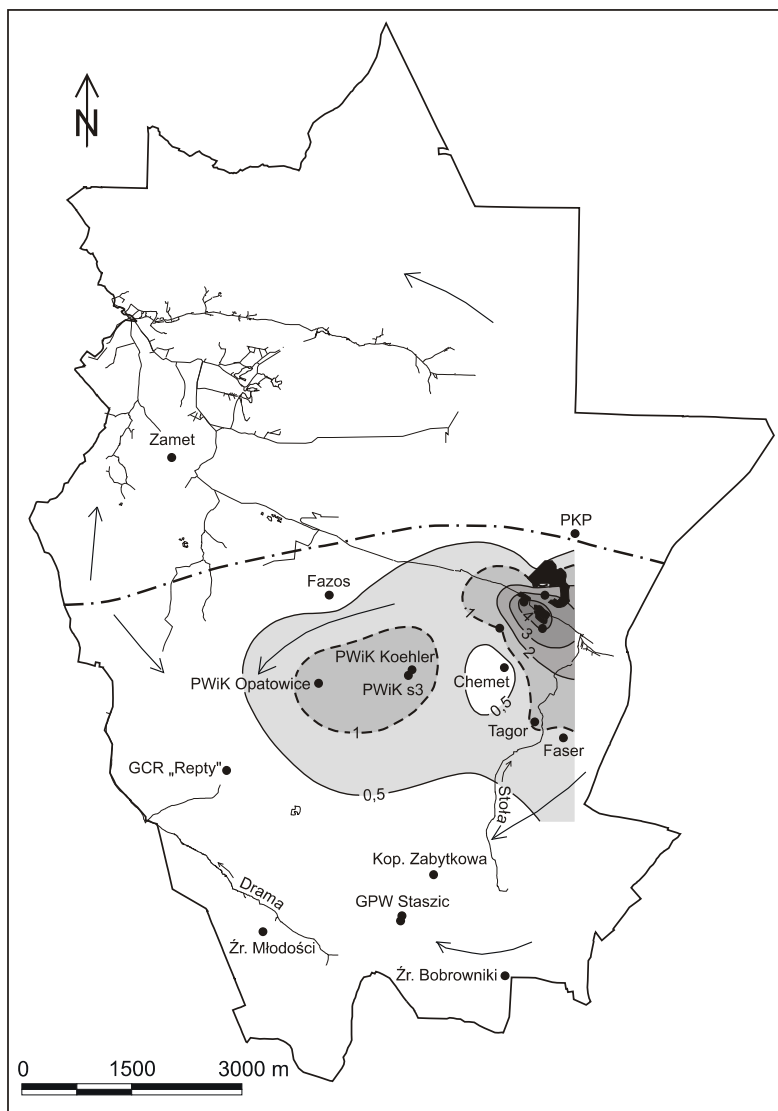 N
Zamet
PKP
Fazos
1
4
3
2
PWiK Koehler
PWiK Opatowice
PWiK s3
Chemet
0,5
1
Tagor
Faser
GCR „Repty”
0,5
Stoła
Kop. Zabytkowa
Drama
GPW Staszic
Źr. Młodości
Źr. Bobrowniki
0 1500 3000 m